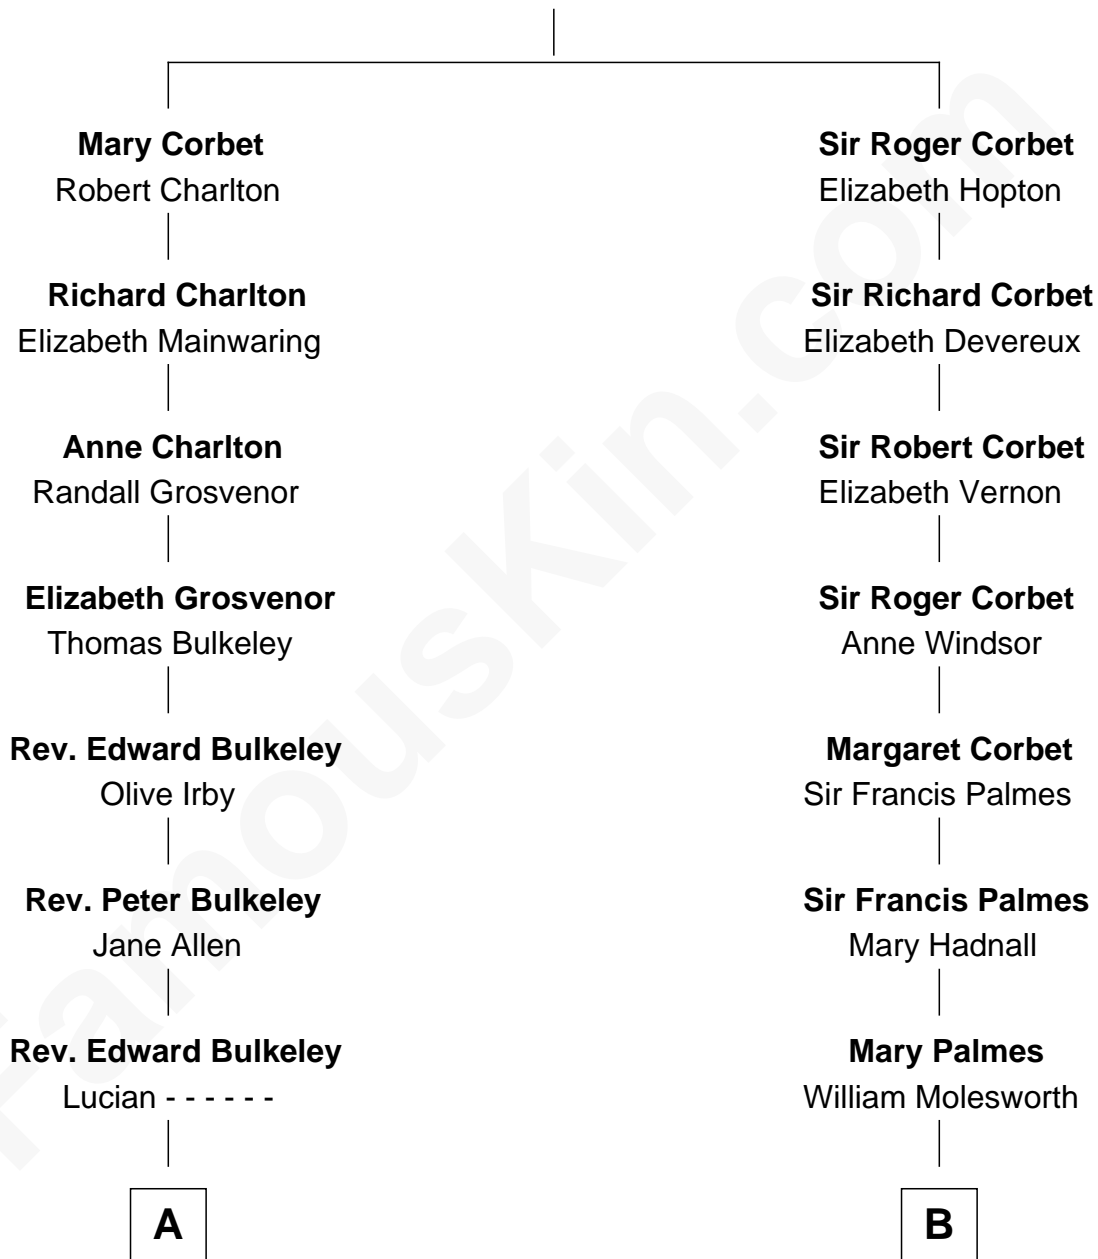 Mary Corbet
Robert Charlton
Richard Charlton
Elizabeth Mainwaring
Anne Charlton
Randall Grosvenor
Elizabeth Grosvenor
Thomas Bulkeley
Rev. Edward Bulkeley
Olive Irby
Rev. Peter Bulkeley
Jane Allen
Rev. Edward Bulkeley
Lucian - - - - - -
A
Sir Roger Corbet
Elizabeth Hopton
Sir Richard Corbet
Elizabeth Devereux
Sir Robert Corbet
Elizabeth Vernon
Sir Roger Corbet
Anne Windsor
Margaret Corbet
Sir Francis Palmes
Sir Francis Palmes
Mary Hadnall
Mary Palmes
William Molesworth
B
FamousKin.com